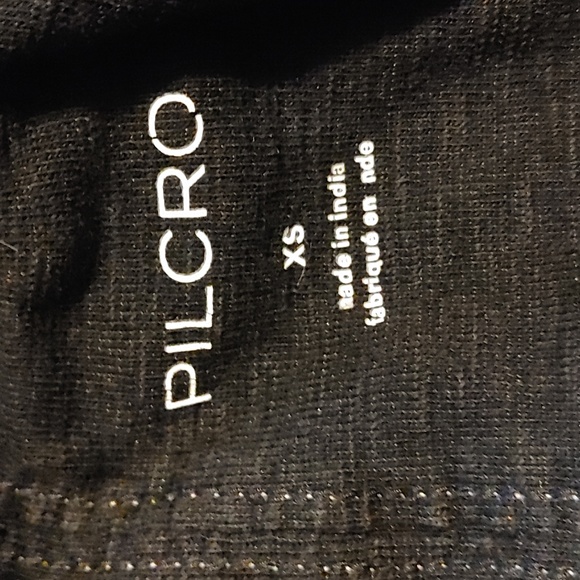 PILCRO
XS
made in india
fabriqué en inde